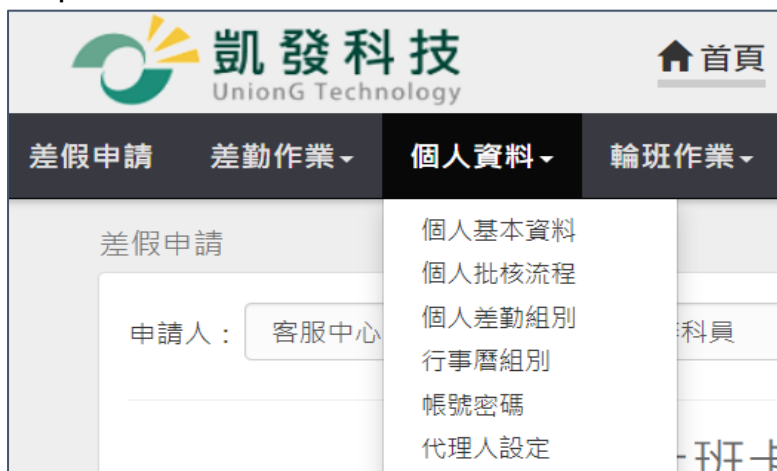 凱發科技
UnionG Technology
首頁
差假申請 差勤作業 個人資料 輪班作業
差假申請
個人基本資料
個人批核流程
個人差勤組別
行事曆組別
帳號密碼
代理人設定
申請人： 客服中心
科員